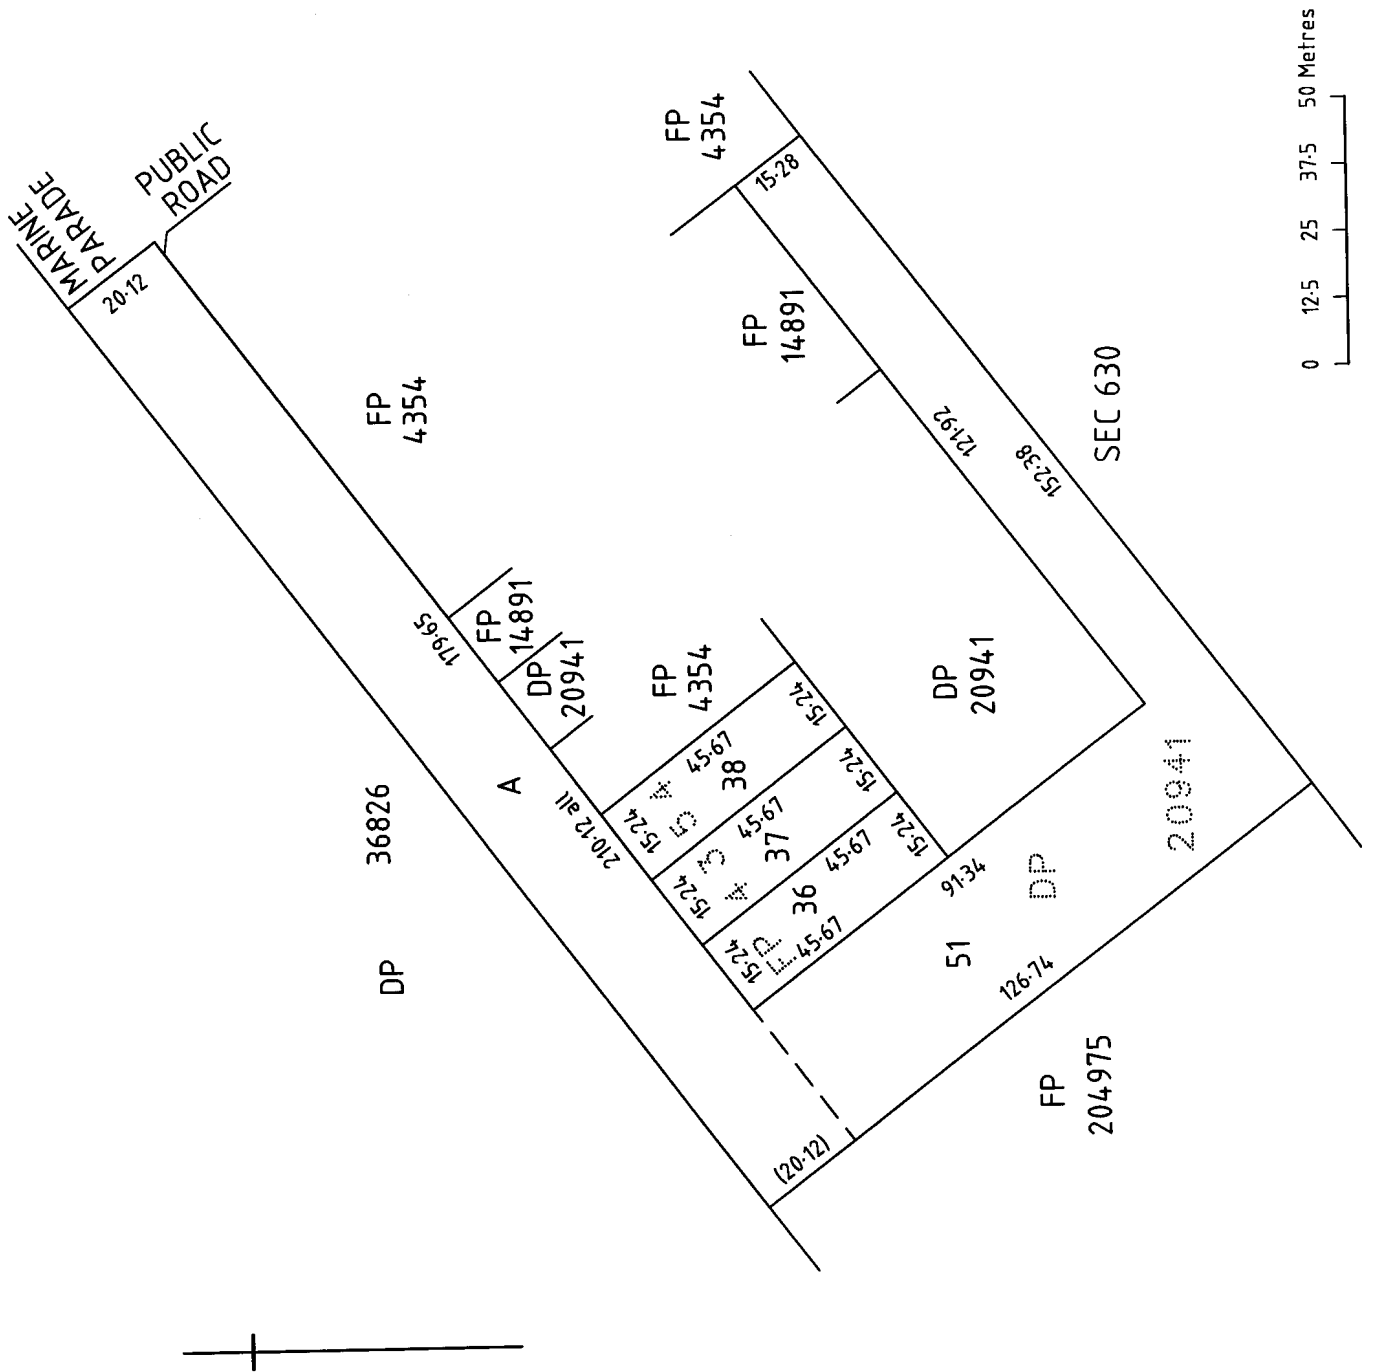 MARINE
PARADE
PUBLIC
ROAD
20·12
FP
4354
15·28
FP
4354
FP
14891
179·65
FP
14891
DP
20941
FP
4354
121·92
152·38
SEC 630
DP
36826
A
210·12 all
15·24
45·67
38
15·24
15·24
45·67
37
15·24
15·24
45·67
36
45·67
15·24
FP 4354
DP
20941
91·34
51
DP 20941
126·74
(20·12)
FP
204975
0 12·5 25 37·5 50 Metres